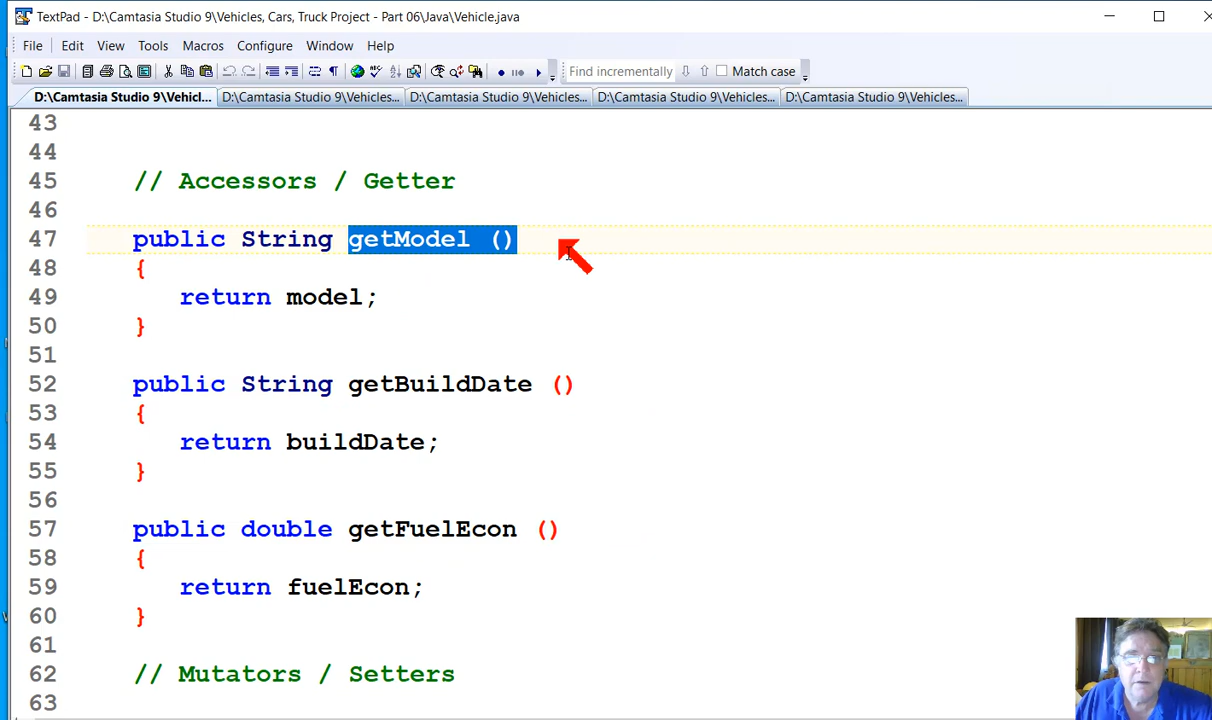 TextPad - D:\Camtasia Studio 9\Vehicles, Cars, Truck Project - Part 06\Java\Vehicle.java
File Edit View Tools Macros Configure Window Help
Find incrementally Match case
D:\Camtasia Studio 9\Vehicl... D:\Camtasia Studio 9\Vehicles... D:\Camtasia Studio 9\Vehicles... D:\Camtasia Studio 9\Vehicles... D:\Camtasia Studio 9\Vehicles...
43
44
45 // Accessors / Getter
46
47 public String getModel ()
48 {
49 return model;
50 }
51
52 public String getBuildDate ()
53 {
54 return buildDate;
55 }
56
57 public double getFuelEcon ()
58 {
59 return fuelEcon;
60 }
61
62 // Mutators / Setters
63